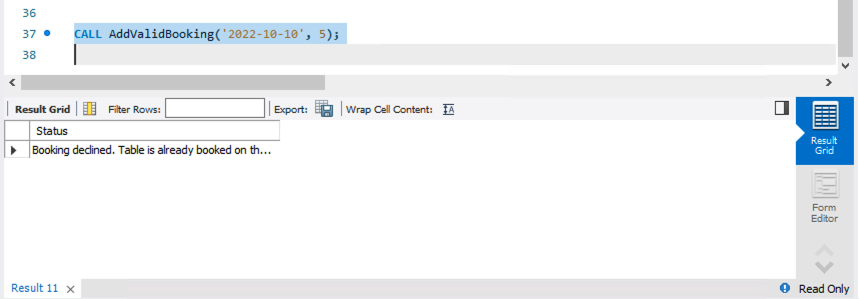 36
37 CALL AddValidBooking('2022-10-10', 5);
38
Result Grid Filter Rows: Export: Wrap Cell Content:
Status
Booking declined. Table is already booked on th...
Result
Grid
Form
Editor
Result 11
Read Only